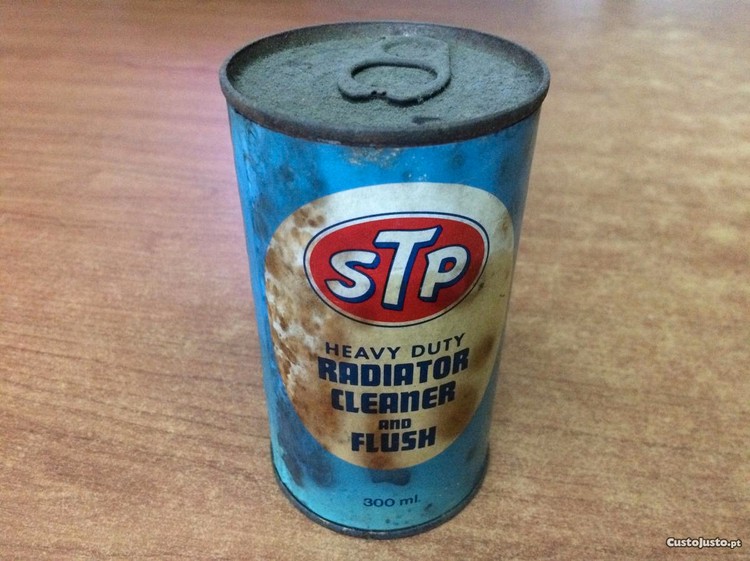 STP
HEAVY DUTY
RADIATOR
CLEANER
AND
FLUSH
300 ml.
CustoJusto.pt